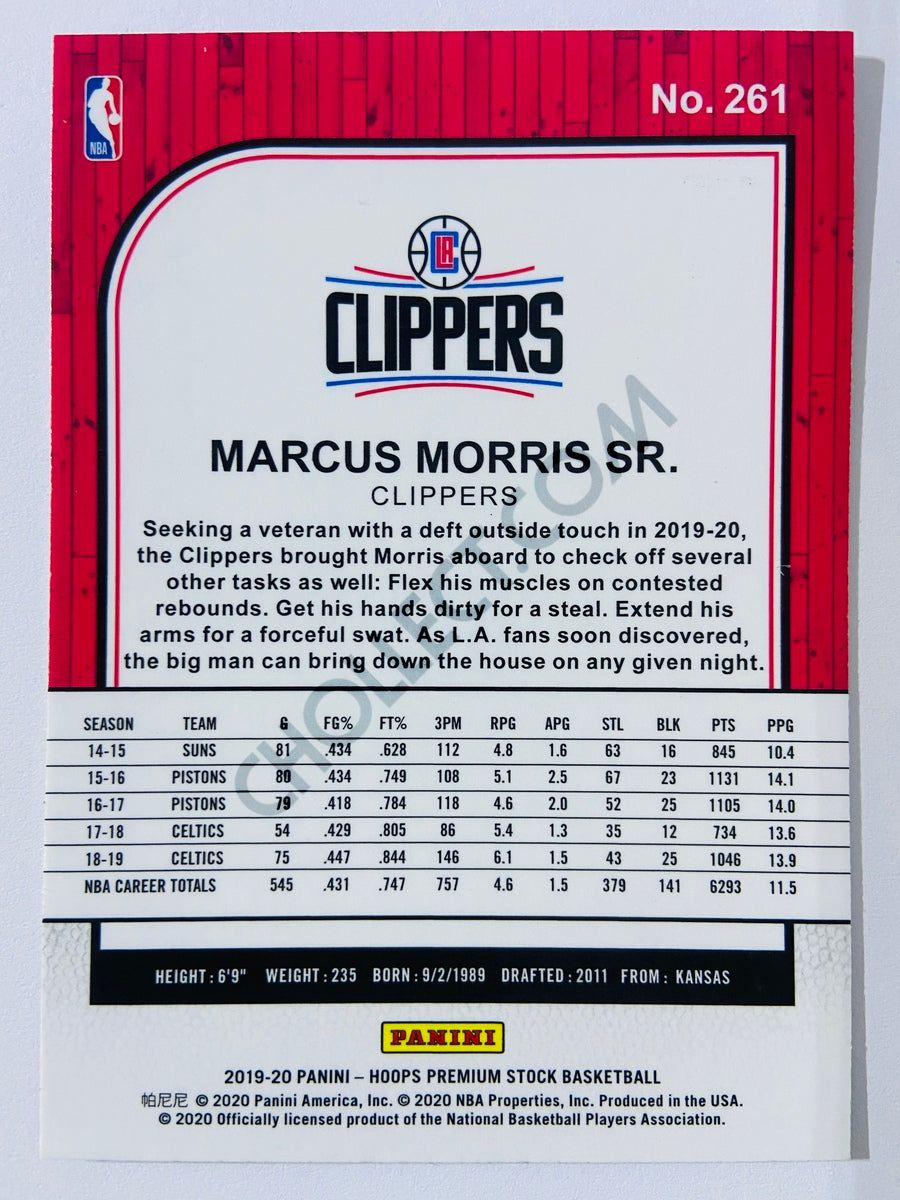 NBA
No. 261
LA
CLIPPERS
MARCUS MORRIS SR.
CLIPPERS
Seeking a veteran with a deft outside touch in 2019-20,
the Clippers brought Morris aboard to check off several
other tasks as well: Flex his muscles on contested
rebounds. Get his hands dirty for a steal. Extend his
arms for a forceful swat. As L.A. fans soon discovered,
the big man can bring down the house on any given night.
CHOLLECT.COM
SEASON TEAM G FG% FT% 3PM RPG APG STL BLK PTS PPG
14-15 SUNS 81 .434 .628 112 4.8 1.6 63 16 845 10.4
15-16 PISTONS 80 .434 .749 108 5.1 2.5 67 23 1131 14.1
16-17 PISTONS 79 .418 .784 118 4.6 2.0 52 25 1105 14.0
17-18 CELTICS 54 .429 .805 86 5.4 1.3 35 12 734 13.6
18-19 CELTICS 75 .447 .844 146 6.1 1.5 43 25 1046 13.9
NBA CAREER TOTALS 545 .431 .747 757 4.6 1.5 379 141 6293 11.5
HEIGHT: 6'9" WEIGHT: 235 BORN: 9/2/1989 DRAFTED: 2011 FROM: KANSAS
PANINI
2019-20 PANINI – HOOPS PREMIUM STOCK BASKETBALL
帕尼尼 © 2020 Panini America, Inc. © 2020 NBA Properties, Inc. Produced in the USA.
© 2020 Officially licensed product of the National Basketball Players Association.